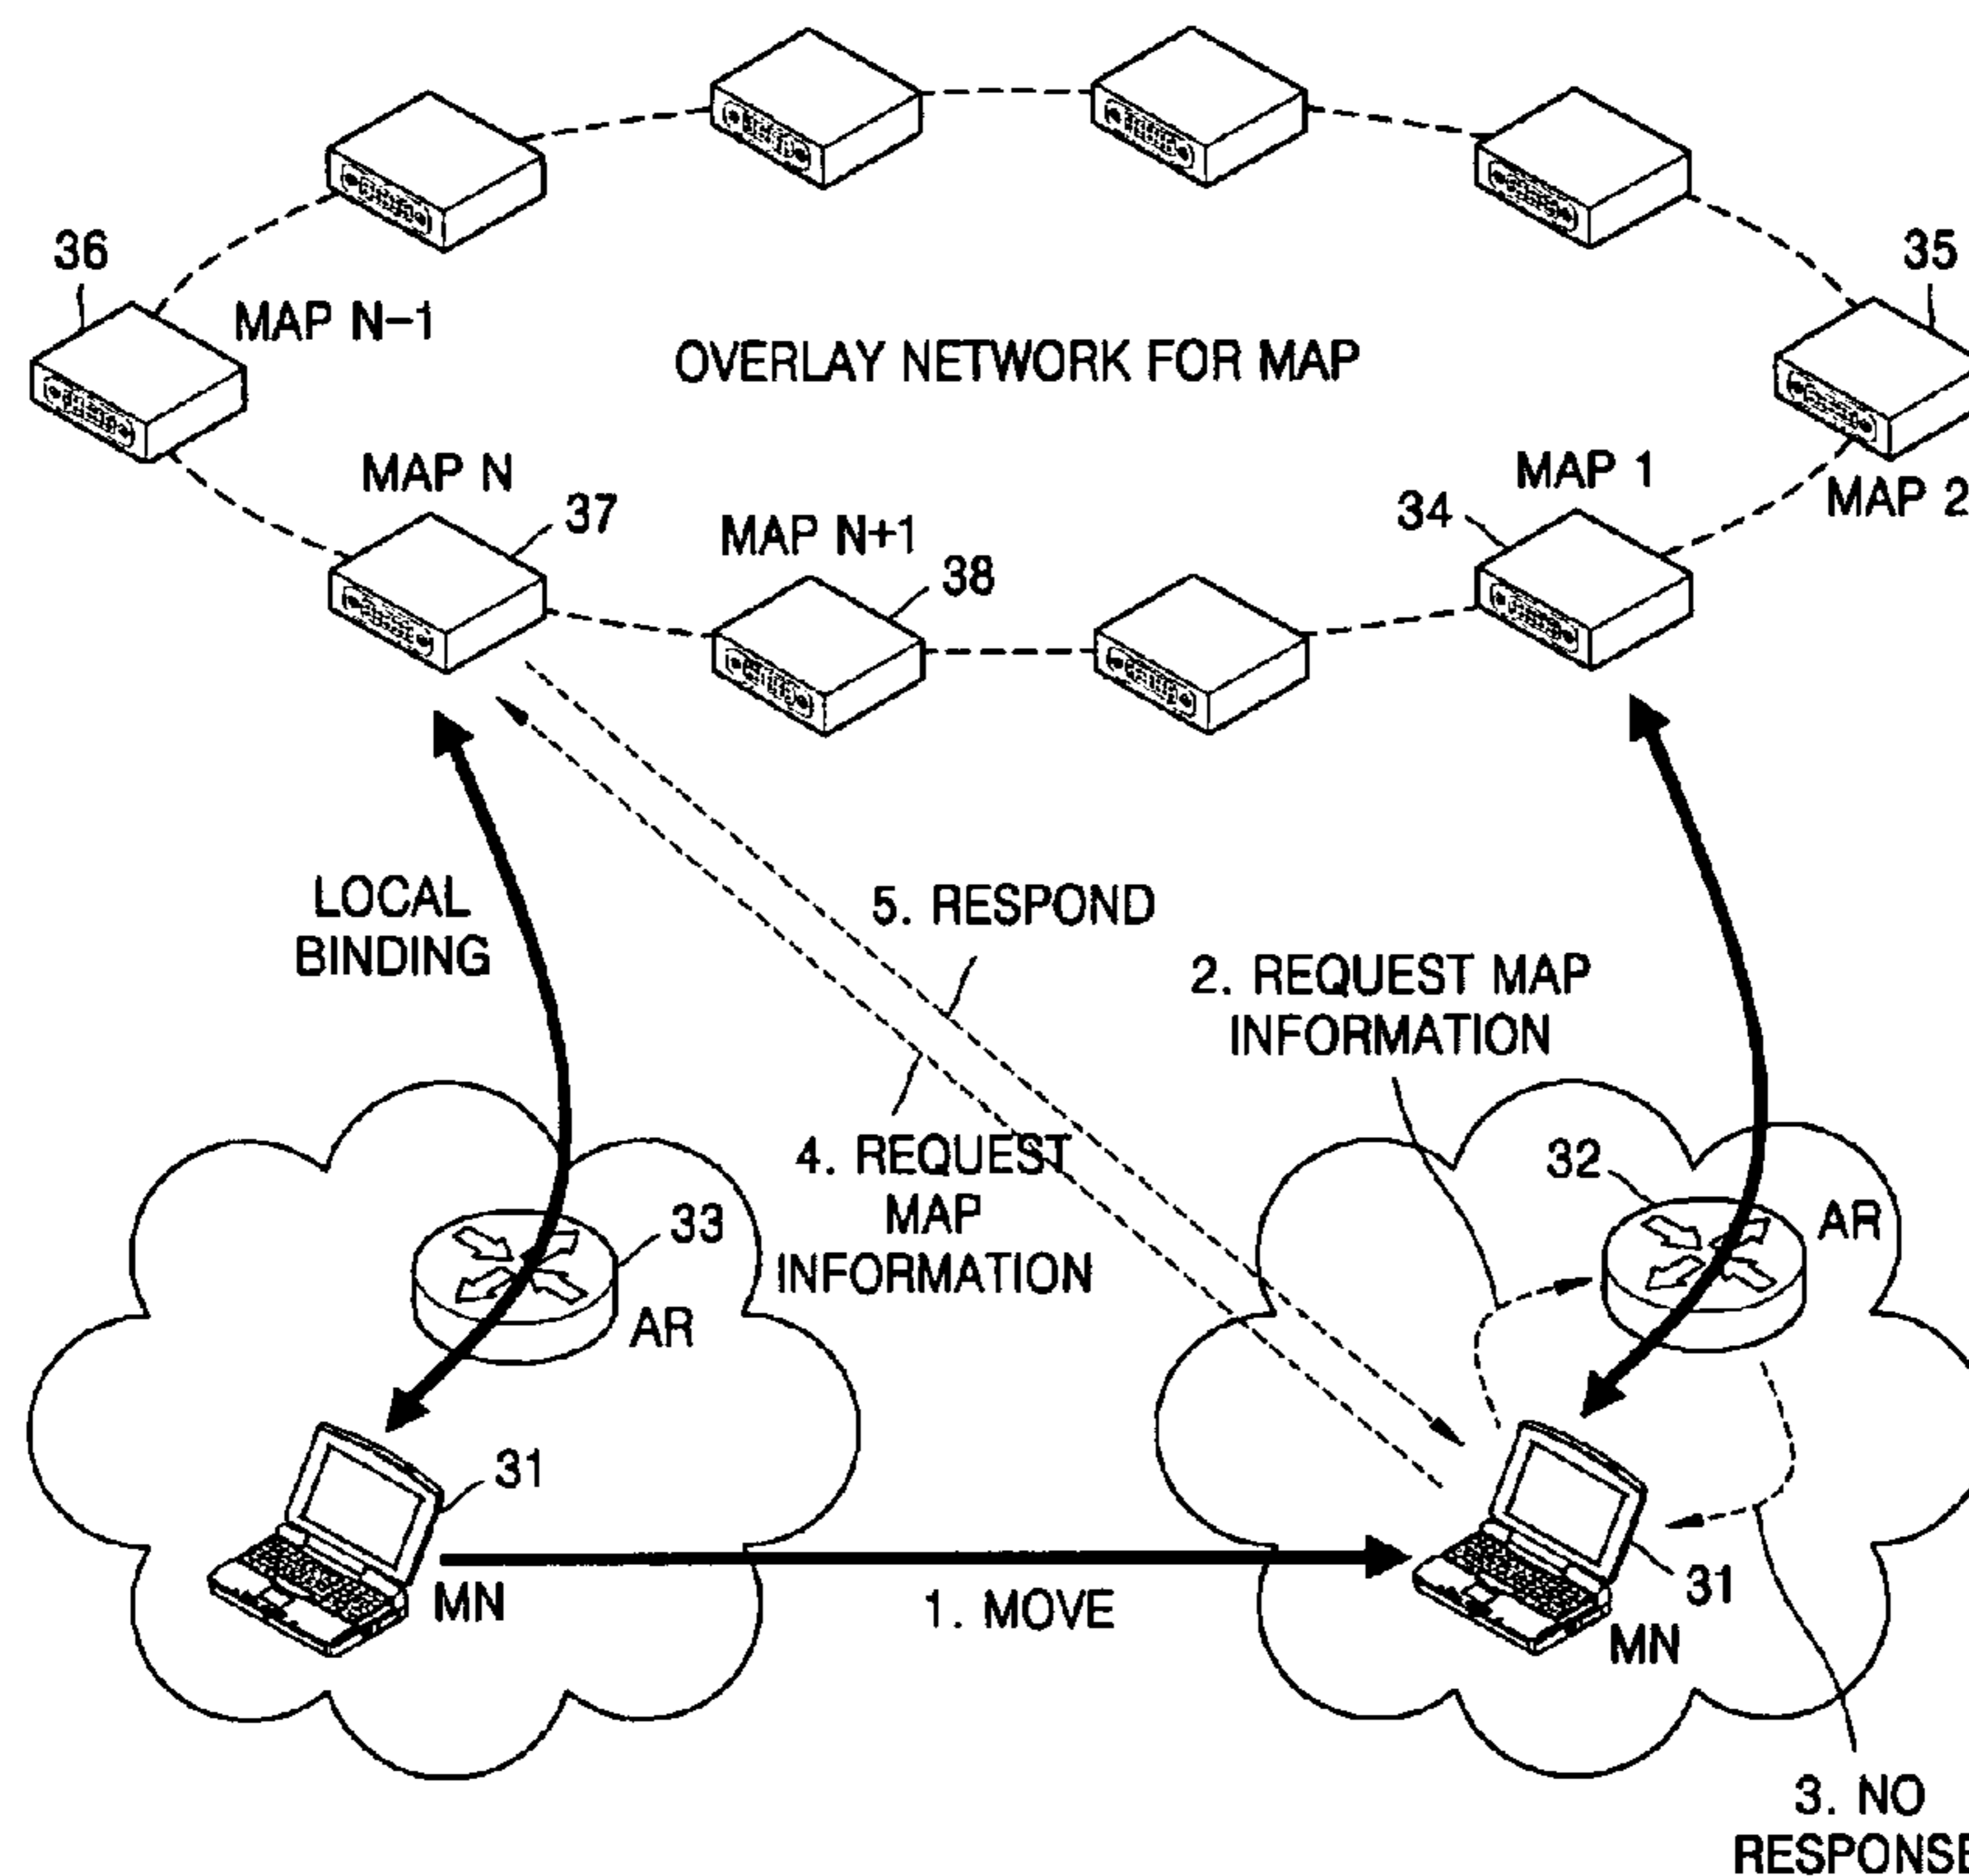 36
35
MAP N-1
OVERLAY NETWORK FOR MAP
MAP N
37
MAP 1
34
MAP 2
MAP N+1
38
LOCAL
BINDING
5. RESPOND
2. REQUEST MAP
INFORMATION
4. REQUEST
MAP
INFORMATION
33
AR
32
AR
31
MN
1. MOVE
31
MN
3. NO
RESPONSE